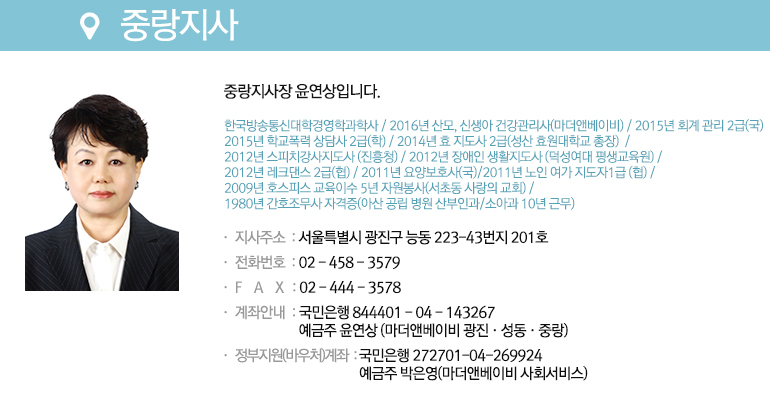 중랑지사
중랑지사장 윤연상입니다.
한국방송통신대학경영학과학사 / 2016년 산모, 신생아 건강관리사(마더앤베이비) / 2015년 회계 관리 2급(국)
2015년 학교폭력 상담사 2급(학) / 2014년 효 지도사 2급(성산 효원대학교 총장) /
2012년 스피치강사지도사 (진흥청) / 2012년 장애인 생활지도사 (덕성여대 평생교육원) /
2012년 레크댄스 2급(협) / 2011년 요양보호사(국)/2011년 노인 여가 지도자1급 (협) /
2009년 호스피스 교육이수 5년 자원봉사(서초동 사랑의 교회) /
1980년 간호조무사 자격증(아산 공립 병원 산부인과/소아과 10년 근무)
· 지사주소 : 서울특별시 광진구 능동 223-43번지 201호
· 전화번호 : 02 - 458 - 3579
· F A X : 02 - 444 - 3578
· 계좌안내 : 국민은행 844401 - 04 - 143267
예금주 윤연상 (마더앤베이비 광진 · 성동 · 중랑)
· 정부지원(바우처)계좌 : 국민은행 272701-04-269924
예금주 박은영(마더앤베이비 사회서비스)